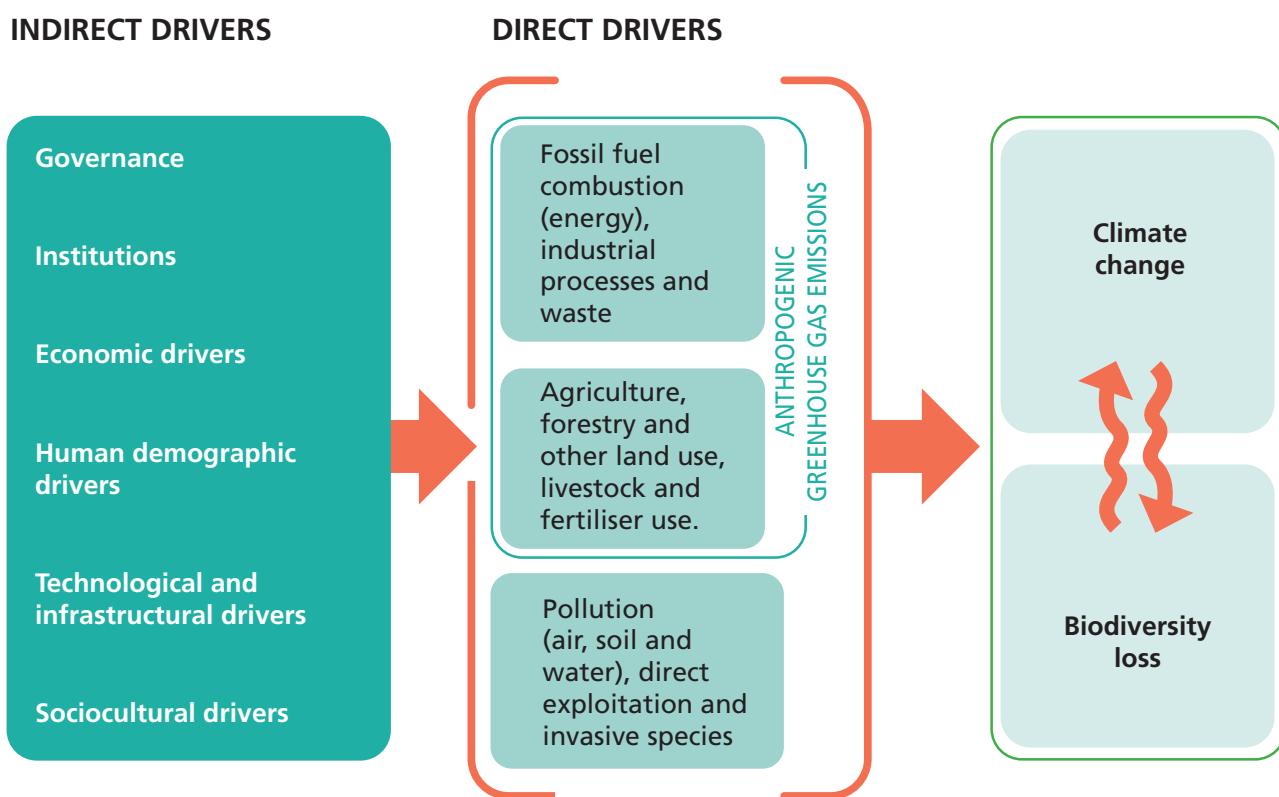 INDIRECT DRIVERS
Governance
Institutions
Economic drivers
Human demographic
drivers
Technological and
infrastructural drivers
Sociocultural drivers
DIRECT DRIVERS
Fossil fuel
combustion
(energy),
industrial
processes and
waste
Agriculture,
forestry and
other land use,
livestock and
fertiliser use.
ANTHROPOGENIC
GREENHOUSE GAS EMISSIONS
Pollution
(air, soil and
water), direct
exploitation and
invasive species
Climate
change
Biodiversity
loss